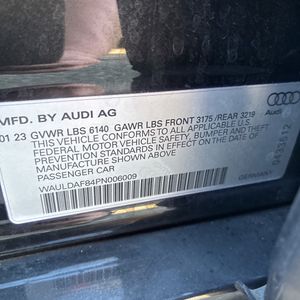 MFD. BY AUDI AG
01 23 GVWR LBS 6140 GAWR LBS FRONT 3175 /REAR 3219
THIS VEHICLE CONFORMS TO ALL APPLICABLE U.S.
FEDERAL MOTOR VEHICLE SAFETY, BUMPER, AND THEFT
PREVENTION STANDARDS IN EFFECT ON THE DATE OF
MANUFACTURE SHOWN ABOVE.
PASSENGER CAR
WAULDAF84PN006009
GERMANY